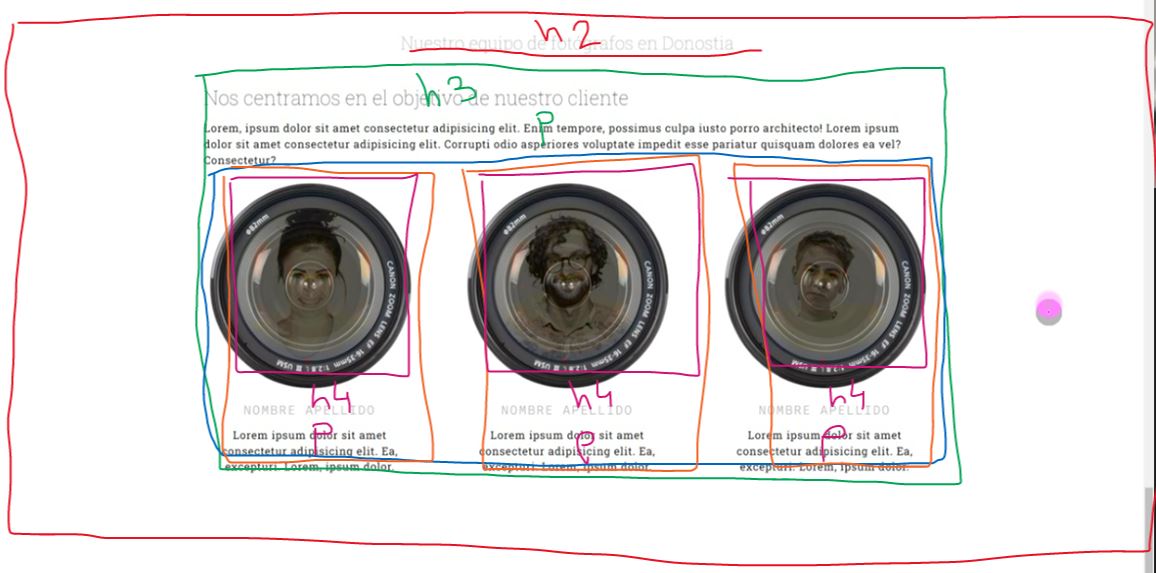 h2
Nuestro equipo de fotógrafos en Donostia
h3
Nos centramos en el objetivo de nuestro cliente
P
Lorem, ipsum dolor sit amet consectetur adipisicing elit. Enim tempore, possimus culpa iusto porro architecto! Lorem ipsum
dolor sit amet consectetur adipisicing elit. Corrupti odio asperiores voluptate impedit esse pariatur quisquam dolores ea vel?
Consectetur?
ø82mm
CANON ZOOM LENS EF 16-35mm 1:2.8 L III USM
ø82mm
CANON ZOOM LENS EF 16-35mm 1:2.8 L III USM
ø82mm
CANON ZOOM LENS EF 16-35mm 1:2.8 L III USM
h4
NOMBRE APELLIDO
P
Lorem ipsum dolor sit amet
consectetur adipisicing elit. Ea,
excepturi. Lorem, ipsum dolor.
h4
NOMBRE APELLIDO
P
Lorem ipsum dolor sit amet
consectetur adipisicing elit. Ea,
excepturi. Lorem, ipsum dolor.
h4
NOMBRE APELLIDO
P
Lorem ipsum dolor sit amet
consectetur adipisicing elit. Ea,
excepturi. Lorem, ipsum dolor.